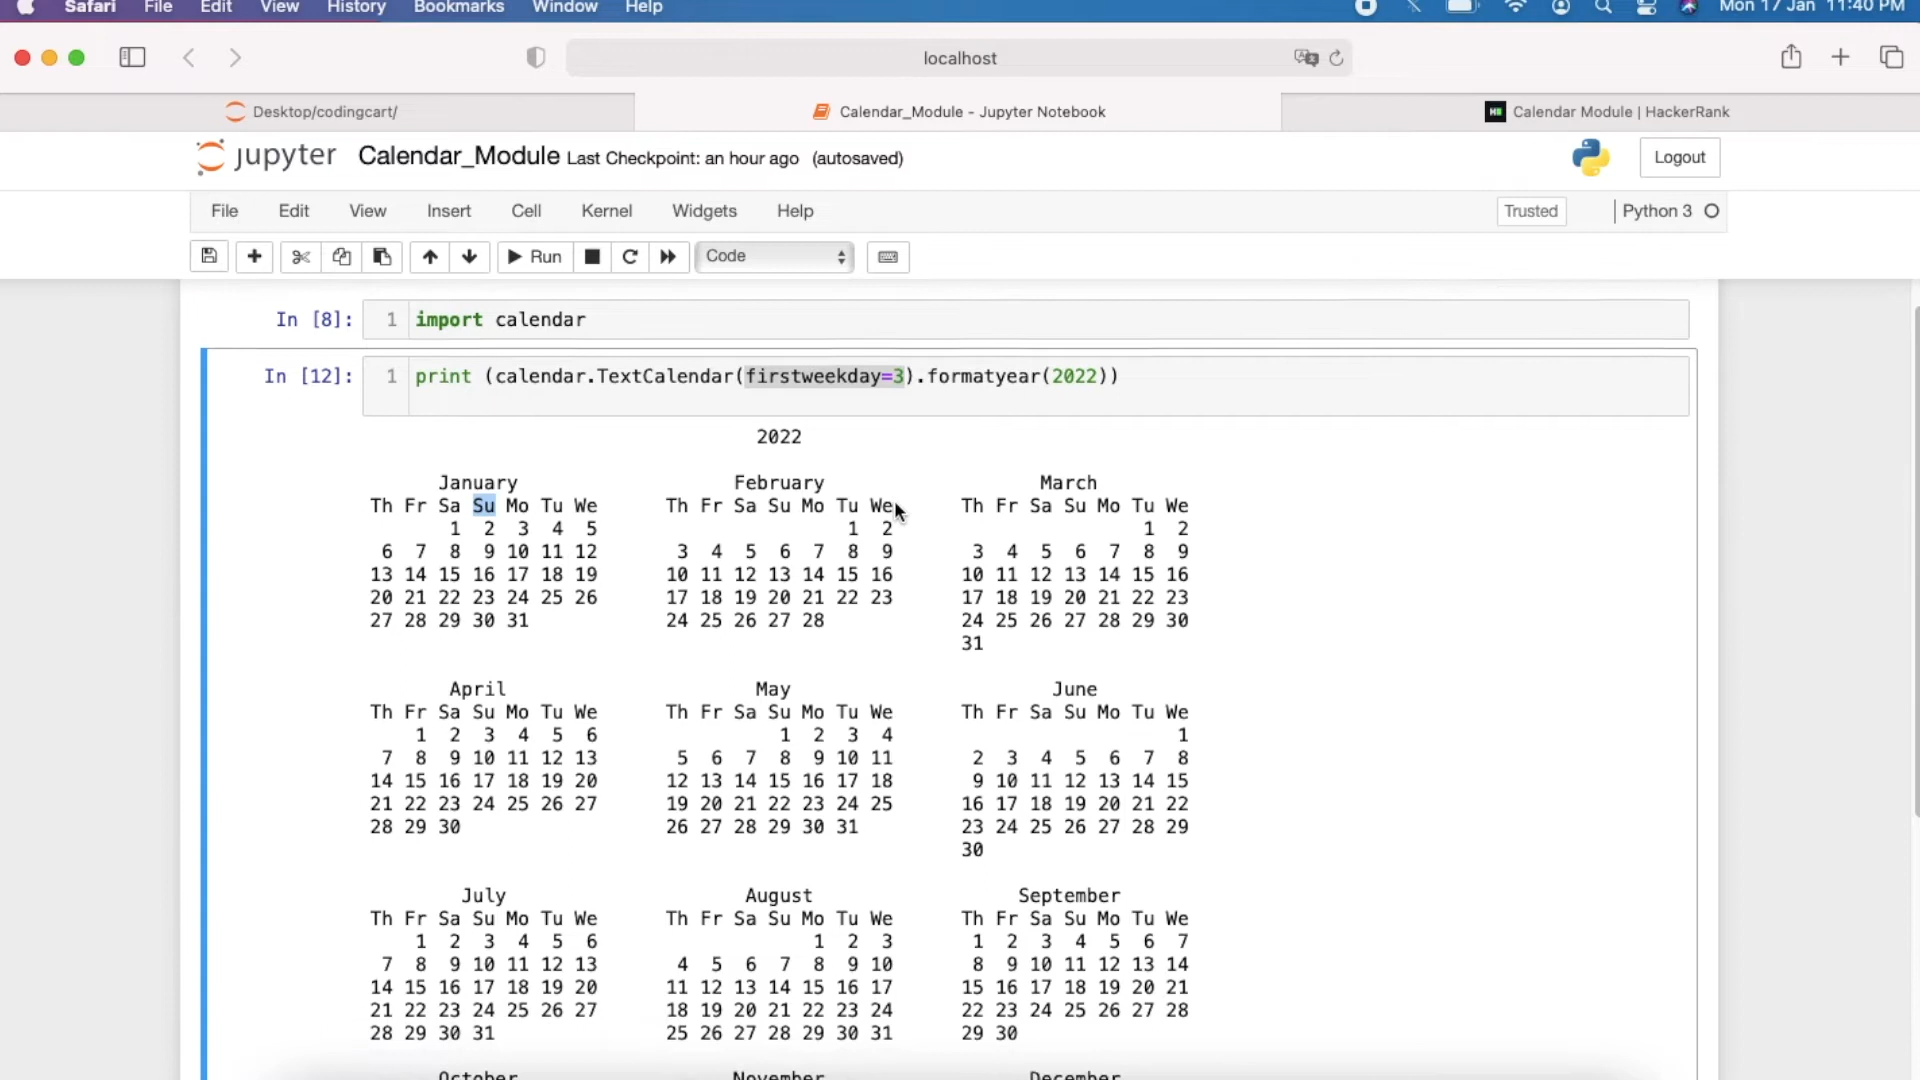 Safari File Edit View History Bookmarks Window Help Mon 17 Jan 11:40 PM
localhost
Desktop/codingcart/ Calendar_Module - Jupyter Notebook Calendar Module | HackerRank
jupyter Calendar_Module Last Checkpoint: an hour ago (autosaved) Logout
File Edit View Insert Cell Kernel Widgets Help Trusted Python 3
Run Code
In [8]: 1 import calendar
In [12]: 1 print (calendar.TextCalendar(firstweekday=3).formatyear(2022))
2022
January February March
Th Fr Sa Su Mo Tu We Th Fr Sa Su Mo Tu We Th Fr Sa Su Mo Tu We
1 2 3 4 5 1 2 1 2
6 7 8 9 10 11 12 3 4 5 6 7 8 9 3 4 5 6 7 8 9
13 14 15 16 17 18 19 10 11 12 13 14 15 16 10 11 12 13 14 15 16
20 21 22 23 24 25 26 17 18 19 20 21 22 23 17 18 19 20 21 22 23
27 28 29 30 31 24 25 26 27 28 24 25 26 27 28 29 30
31
April May June
Th Fr Sa Su Mo Tu We Th Fr Sa Su Mo Tu We Th Fr Sa Su Mo Tu We
1 2 3 4 5 6 1 2 3 4 1
7 8 9 10 11 12 13 5 6 7 8 9 10 11 2 3 4 5 6 7 8
14 15 16 17 18 19 20 12 13 14 15 16 17 18 9 10 11 12 13 14 15
21 22 23 24 25 26 27 19 20 21 22 23 24 25 16 17 18 19 20 21 22
28 29 30 26 27 28 29 30 31 23 24 25 26 27 28 29
30
July August September
Th Fr Sa Su Mo Tu We Th Fr Sa Su Mo Tu We Th Fr Sa Su Mo Tu We
1 2 3 4 5 6 1 2 3 1 2 3 4 5 6 7
7 8 9 10 11 12 13 4 5 6 7 8 9 10 8 9 10 11 12 13 14
14 15 16 17 18 19 20 11 12 13 14 15 16 17 15 16 17 18 19 20 21
21 22 23 24 25 26 27 18 19 20 21 22 23 24 22 23 24 25 26 27 28
28 29 30 31 25 26 27 28 29 30 31 29 30
October November December